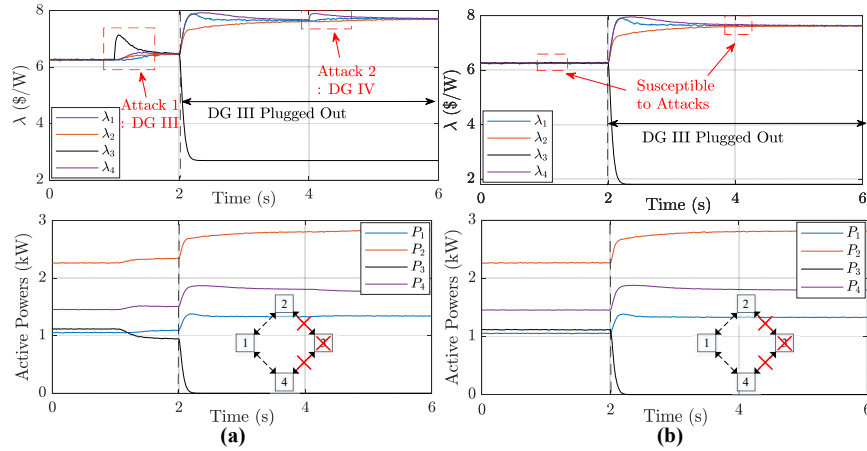 8
6
4
2
λ ($/W)
Attack 1
: DG III
Attack 2
: DG IV
DG III Plugged Out
λ1
λ2
λ3
λ4
0
2
4
6
Time (s)
3
2
1
0
Active Powers (kW)
P1
P2
P3
P4
2
1
4
0
2
4
6
Time (s)
(a)
8
6
4
2
λ ($/W)
Susceptible
to Attacks
DG III Plugged Out
λ1
λ2
λ3
λ4
0
2
4
6
Time (s)
3
2
1
0
Active Powers (kW)
P1
P2
P3
P4
2
1
4
0
2
4
6
Time (s)
(b)